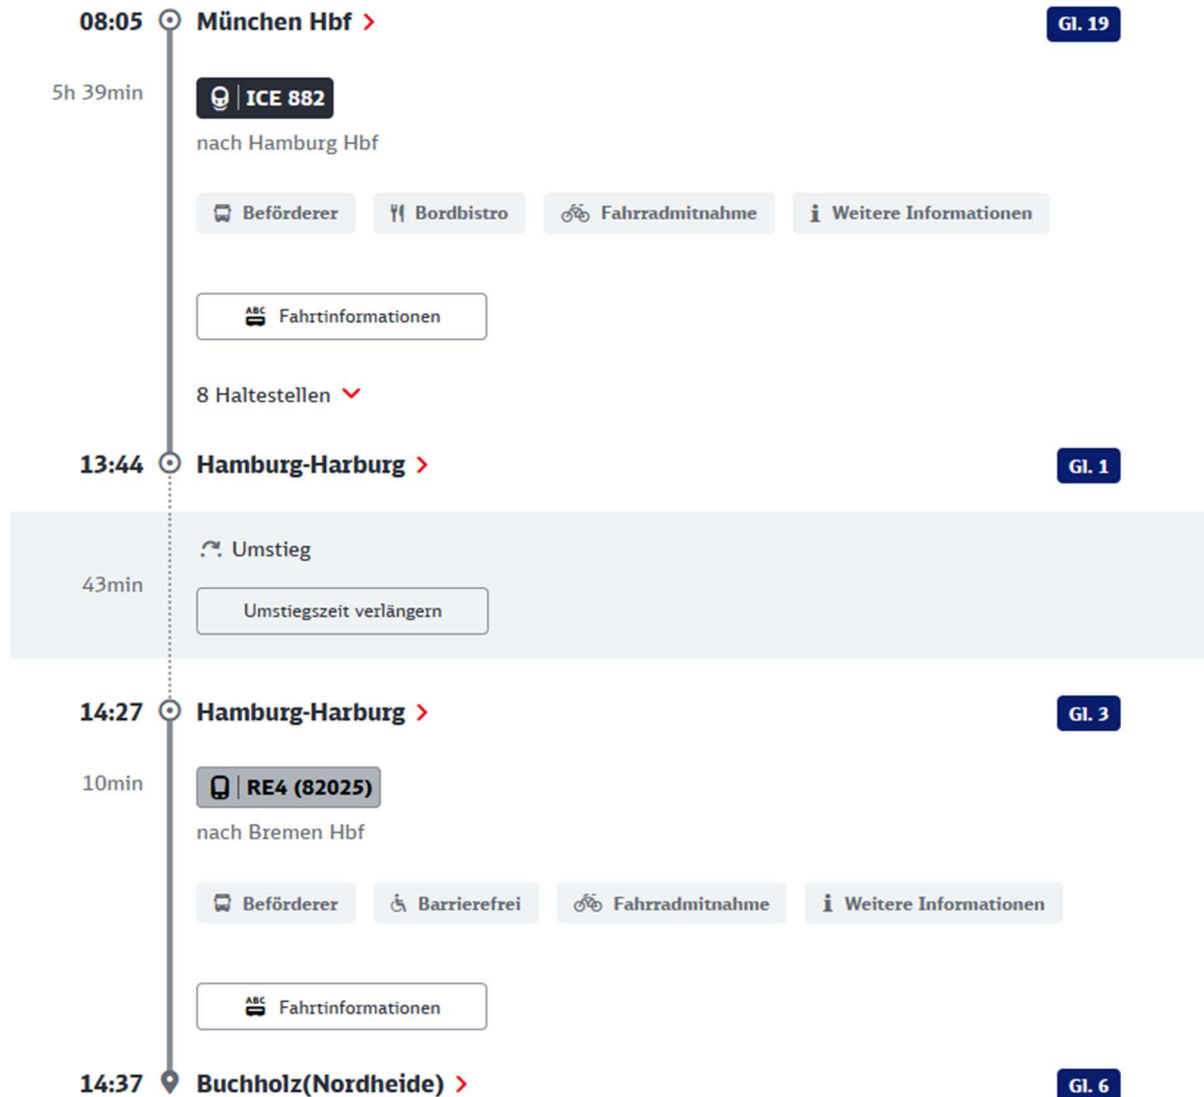 08:05 München Hbf Gl. 19
5h 39min ICE 882
nach Hamburg Hbf
Beförderer Bordbistro Fahrradmitnahme Weitere Informationen
ABC Fahrtinformationen
8 Haltestellen
13:44 Hamburg-Harburg Gl. 1
Umstieg
43min
Umstiegszeit verlängern
14:27 Hamburg-Harburg Gl. 3
10min RE4 (82025)
nach Bremen Hbf
Beförderer Barrierefrei Fahrradmitnahme Weitere Informationen
ABC Fahrtinformationen
14:37 Buchholz(Nordheide) Gl. 6